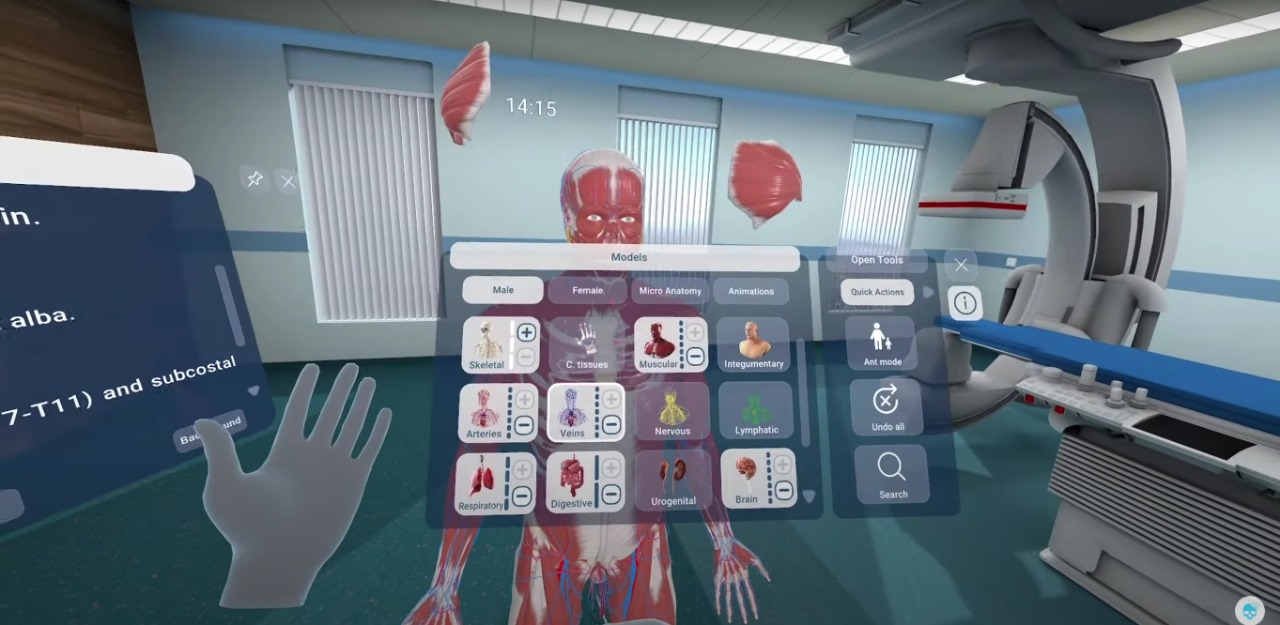 14:15
in.
alba.
7-T11) and subcostal
Models
Male
Female
Micro Anatomy
Animations
Skeletal
C. tissues
Muscular
Integumentary
Arteries
Veins
Nervous
Lymphatic
Respiratory
Digestive
Urogenital
Brain
Open Tools
Quick Actions
Ant mode
Undo all
Search